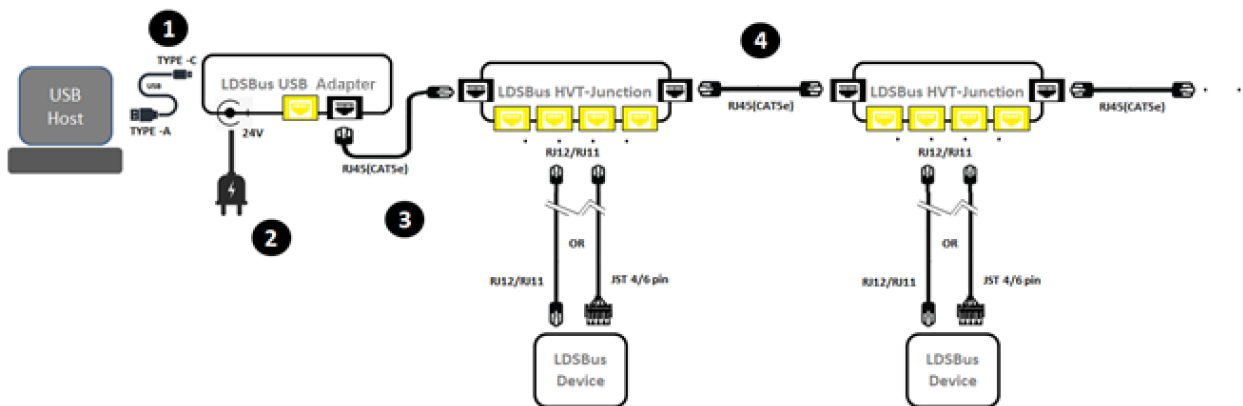 1
TYPE -C
USB
TYPE -A
USB
Host
LDSBus USB Adapter
24V
2
RJ45(CAT5e)
3
LDSBus HVT-Junction
RJ12/RJ11
OR
RJ12/RJ11
JST 4/6 pin
LDSBus
Device
4
RJ45(CAT5e)
LDSBus HVT-Junction
RJ12/RJ11
OR
RJ12/RJ11
JST 4/6 pin
LDSBus
Device
RJ45(CAT5e)